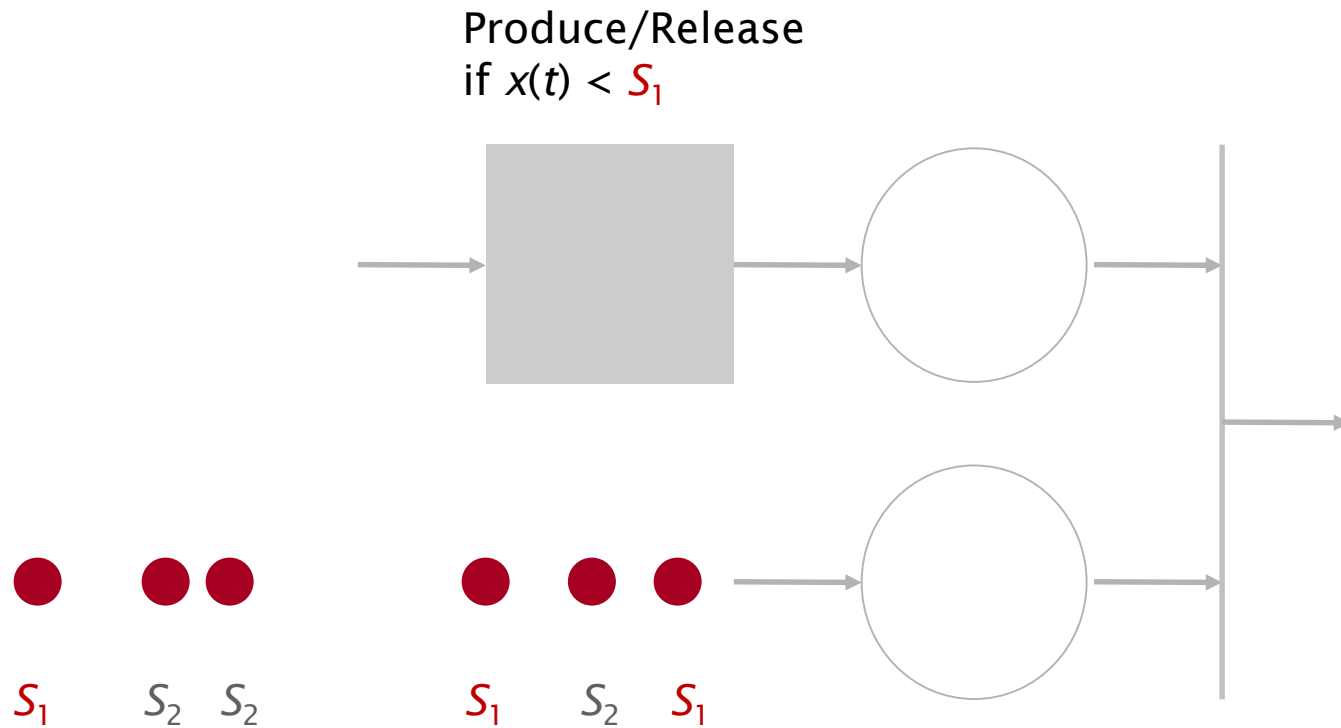 Produce/Release
if x(t) < S₁
S₁ S₂ S₂ S₁ S₂ S₁